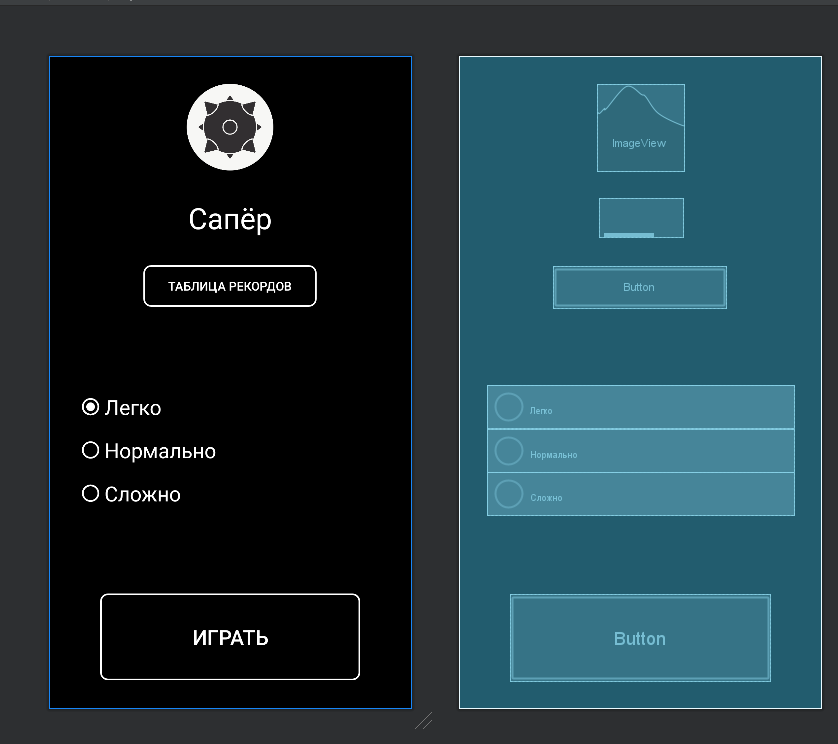 Сапёр
ТАБЛИЦА РЕКОРДОВ
Легко
Нормально
Сложно
ИГРАТЬ
ImageView
Button
Легко
Нормально
Сложно
Button